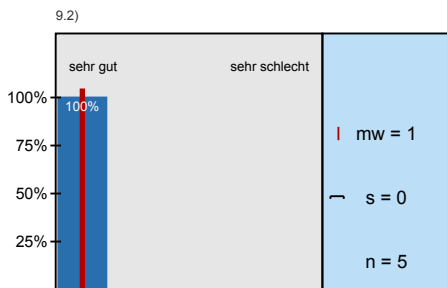 9.2)
sehr gut sehr schlecht
100%
100%
75%
50%
25%
mw = 1
s = 0
n = 5